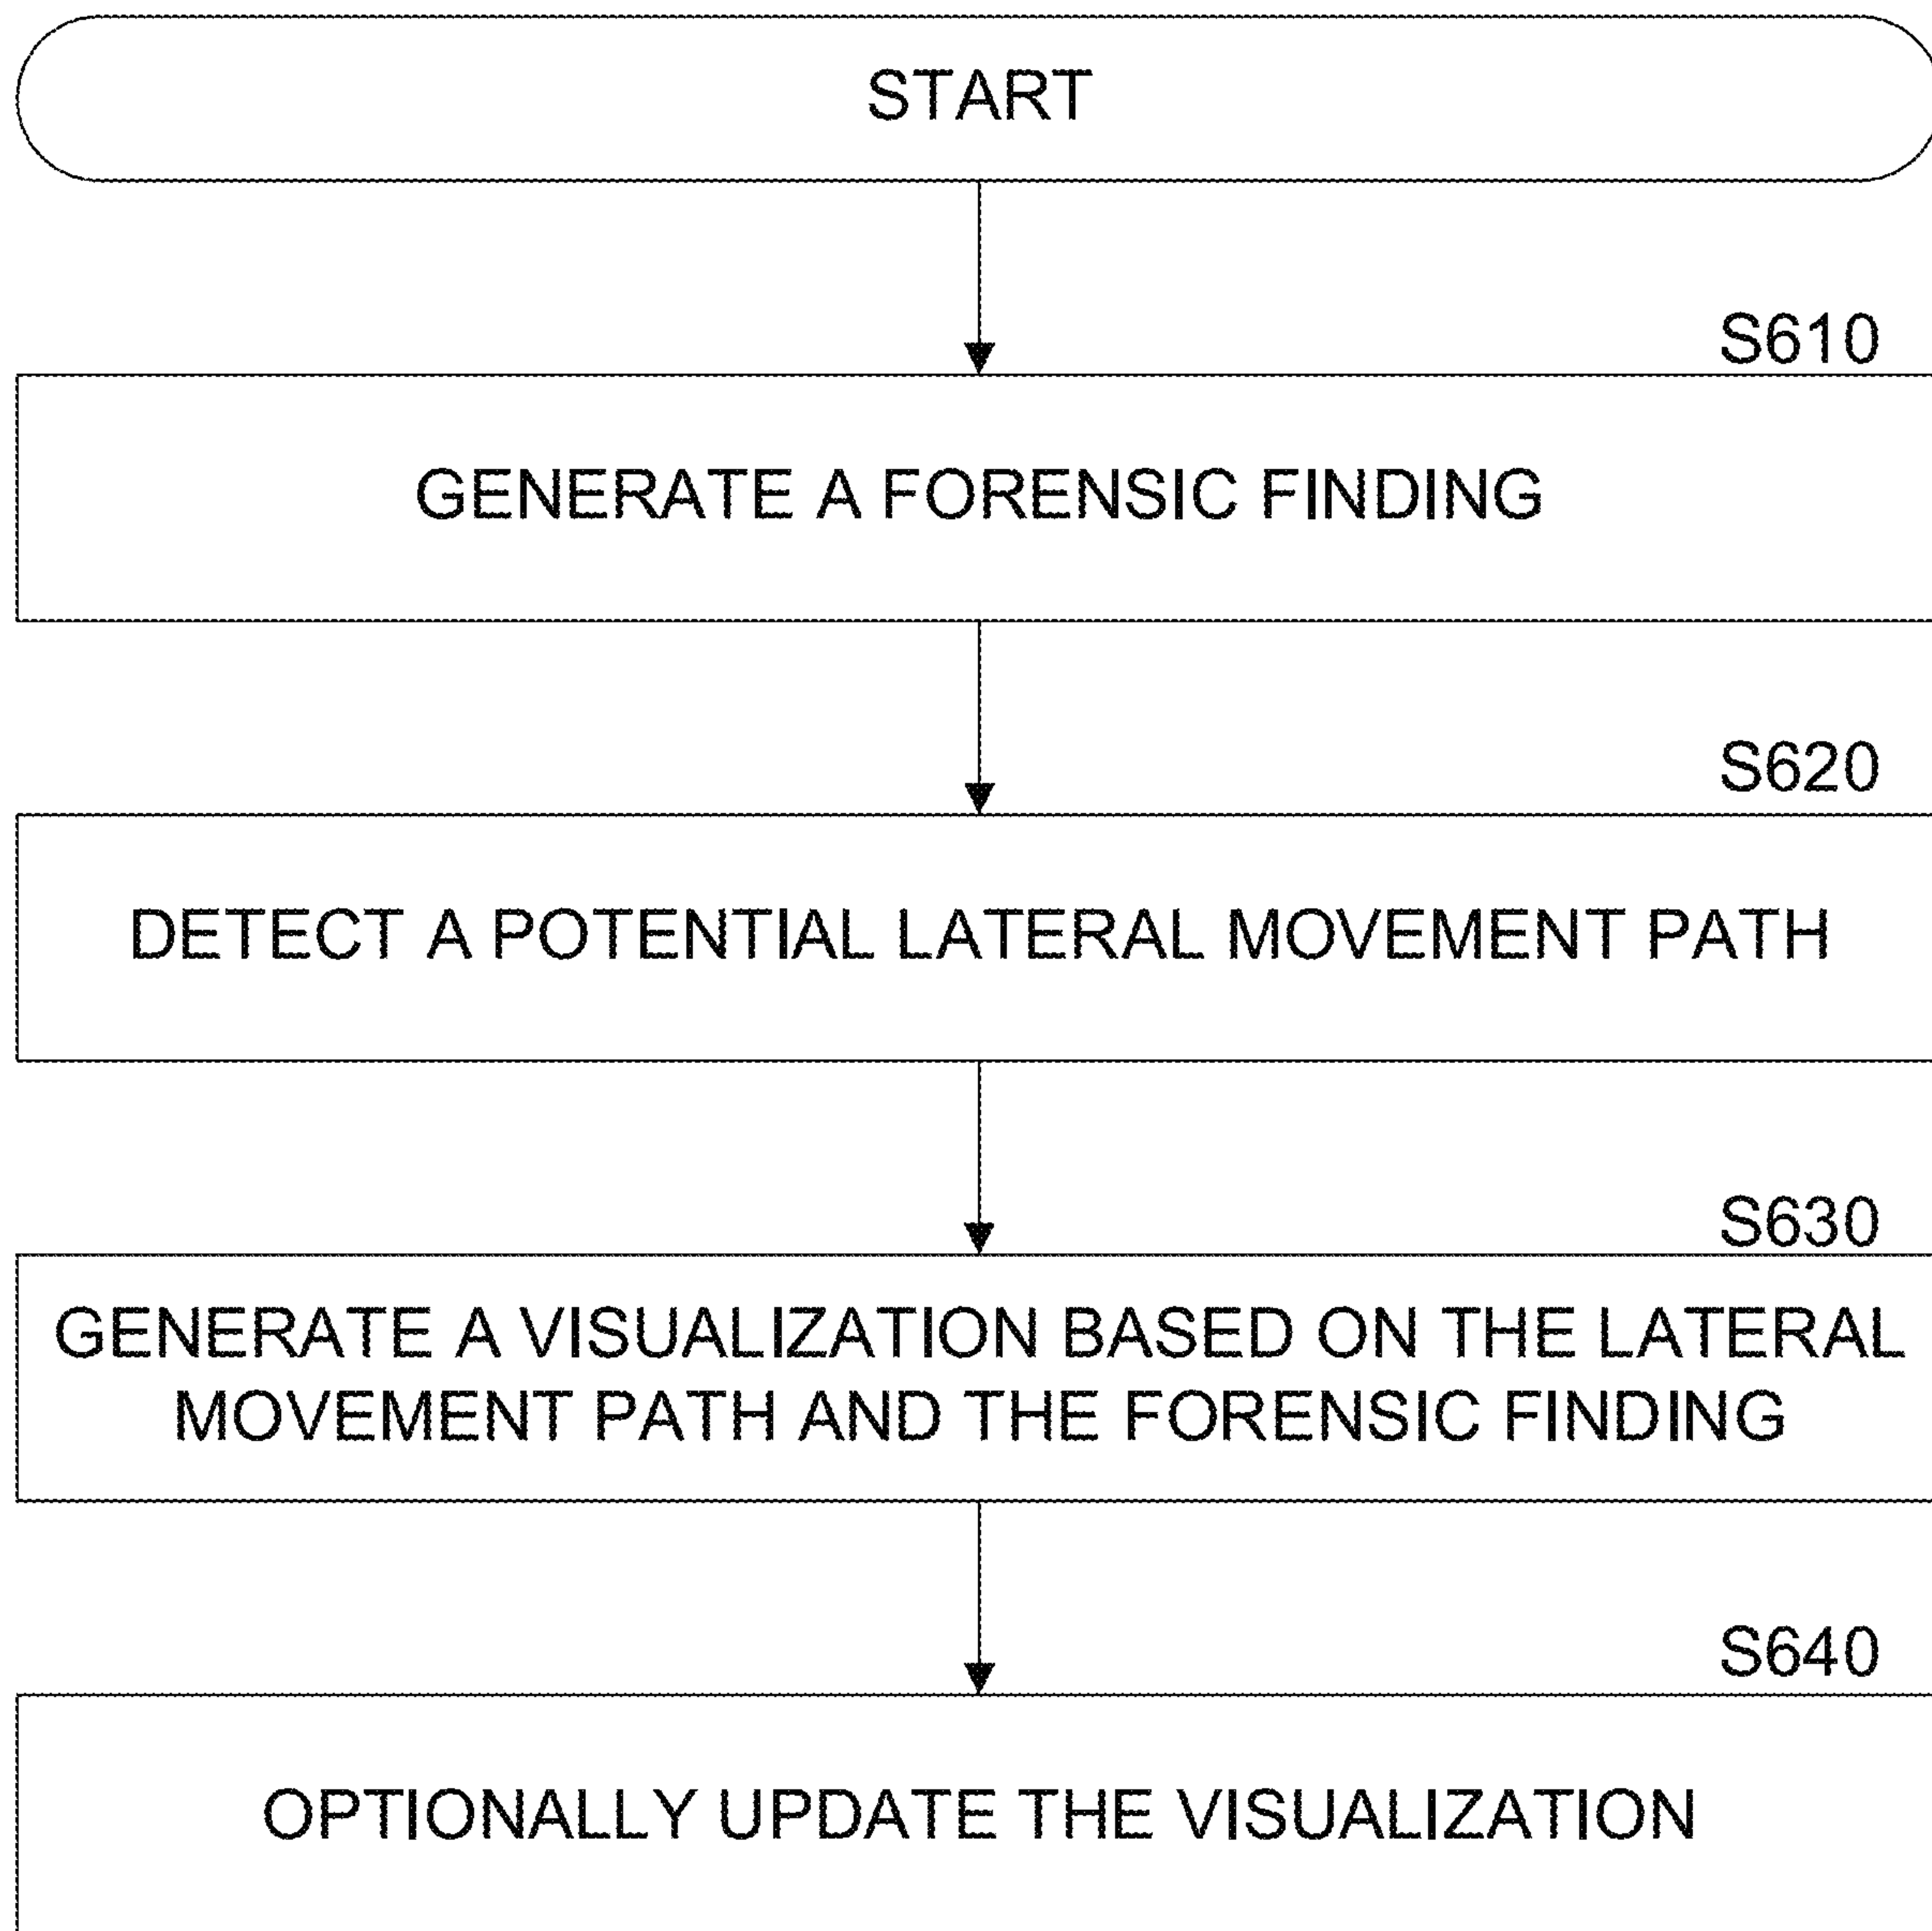 START
S610
GENERATE A FORENSIC FINDING
S620
DETECT A POTENTIAL LATERAL MOVEMENT PATH
S630
GENERATE A VISUALIZATION BASED ON THE LATERAL
MOVEMENT PATH AND THE FORENSIC FINDING
S640
OPTIONALLY UPDATE THE VISUALIZATION